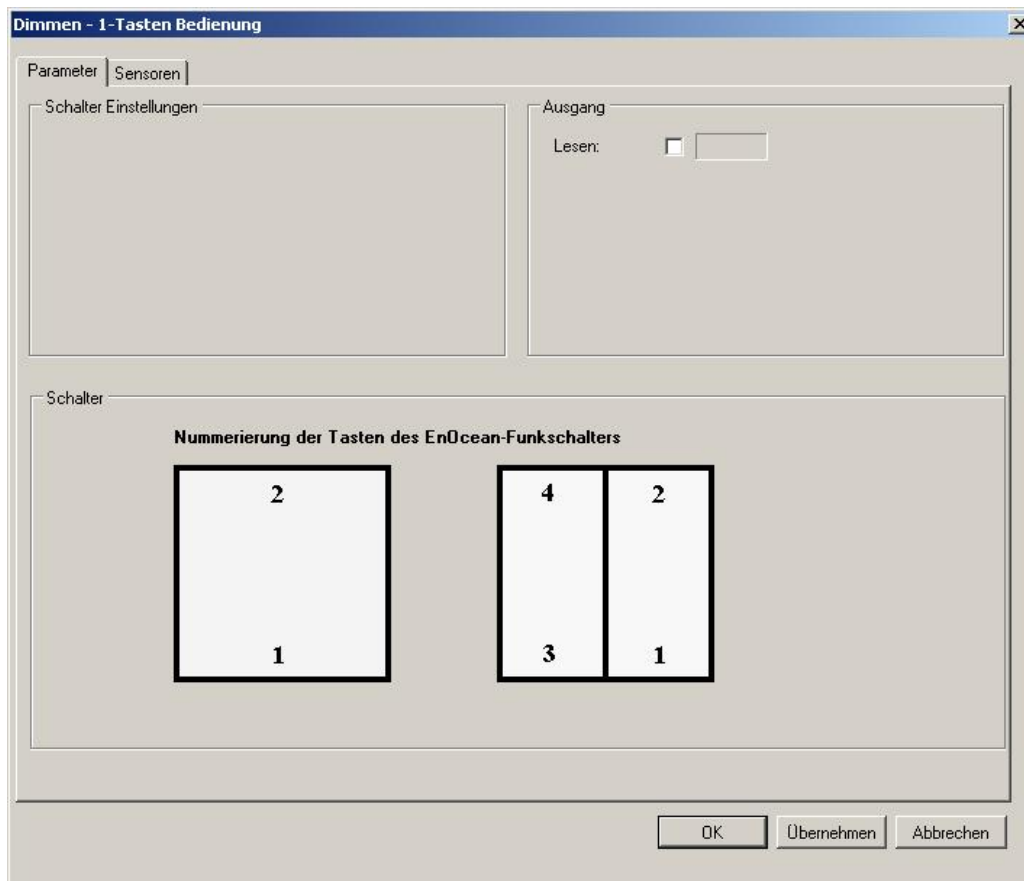 Dimmen - 1-Tasten Bedienung
Parameter Sensoren
Schalter Einstellungen
Ausgang
Lesen:
Schalter
Nummerierung der Tasten des EnOcean-Funkschalters
2 4 2
1 3 1
OK Übernehmen Abbrechen